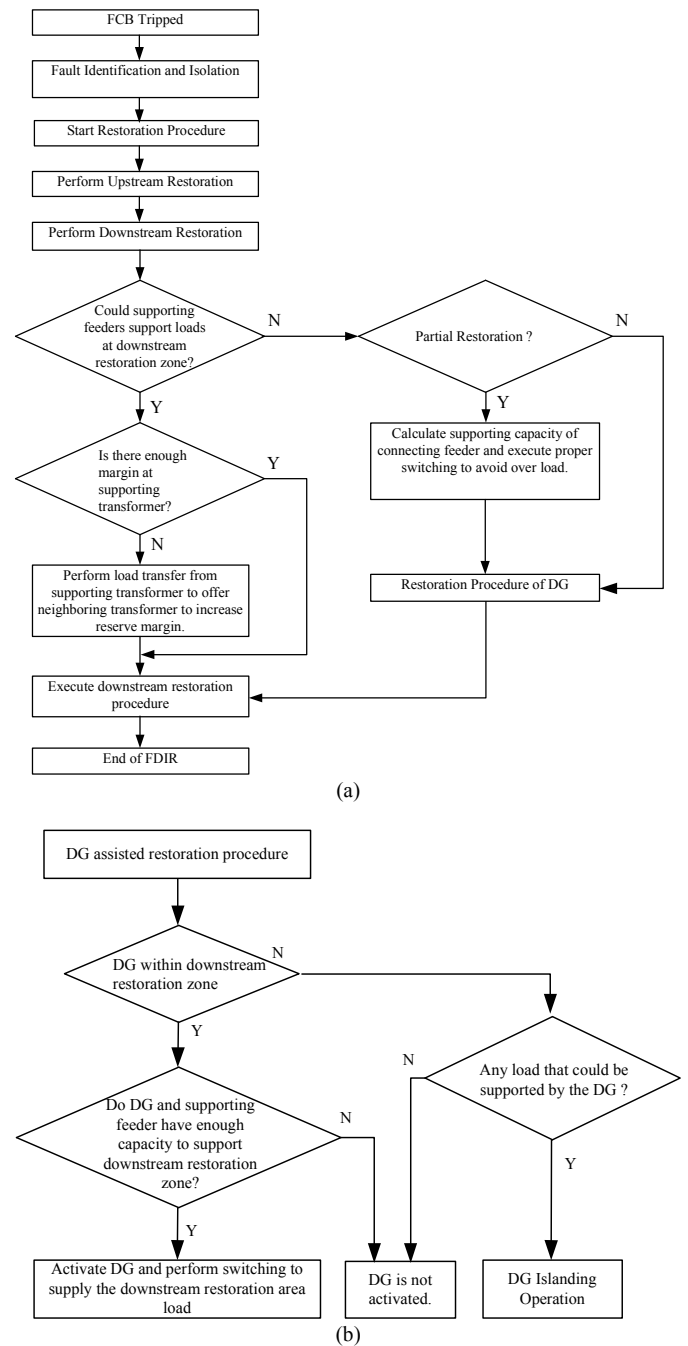 FCB Tripped
Fault Identification and Isolation
Start Restoration Procedure
Perform Upstream Restoration
Perform Downstream Restoration
Could supporting
feeders support loads
at downstream
restoration zone?
N
Y
Partial Restoration ?
N
Y
Calculate supporting capacity of
connecting feeder and execute proper
switching to avoid over load.
Is there enough
margin at
supporting
transformer?
Y
N
Perform load transfer from
supporting transformer to offer
neighboring transformer to increase
reserve margin.
Restoration Procedure of DG
Execute downstream restoration
procedure
End of FDIR
(a)
DG assisted restoration procedure
DG within downstream
restoration zone
N
Y
Any load that could be
supported by the DG ?
N
Y
Do DG and supporting
feeder have enough
capacity to support
downstream restoration
zone?
N
Y
Activate DG and perform switching to
supply the downstream restoration area
load
DG is not
activated.
DG Islanding
Operation
(b)